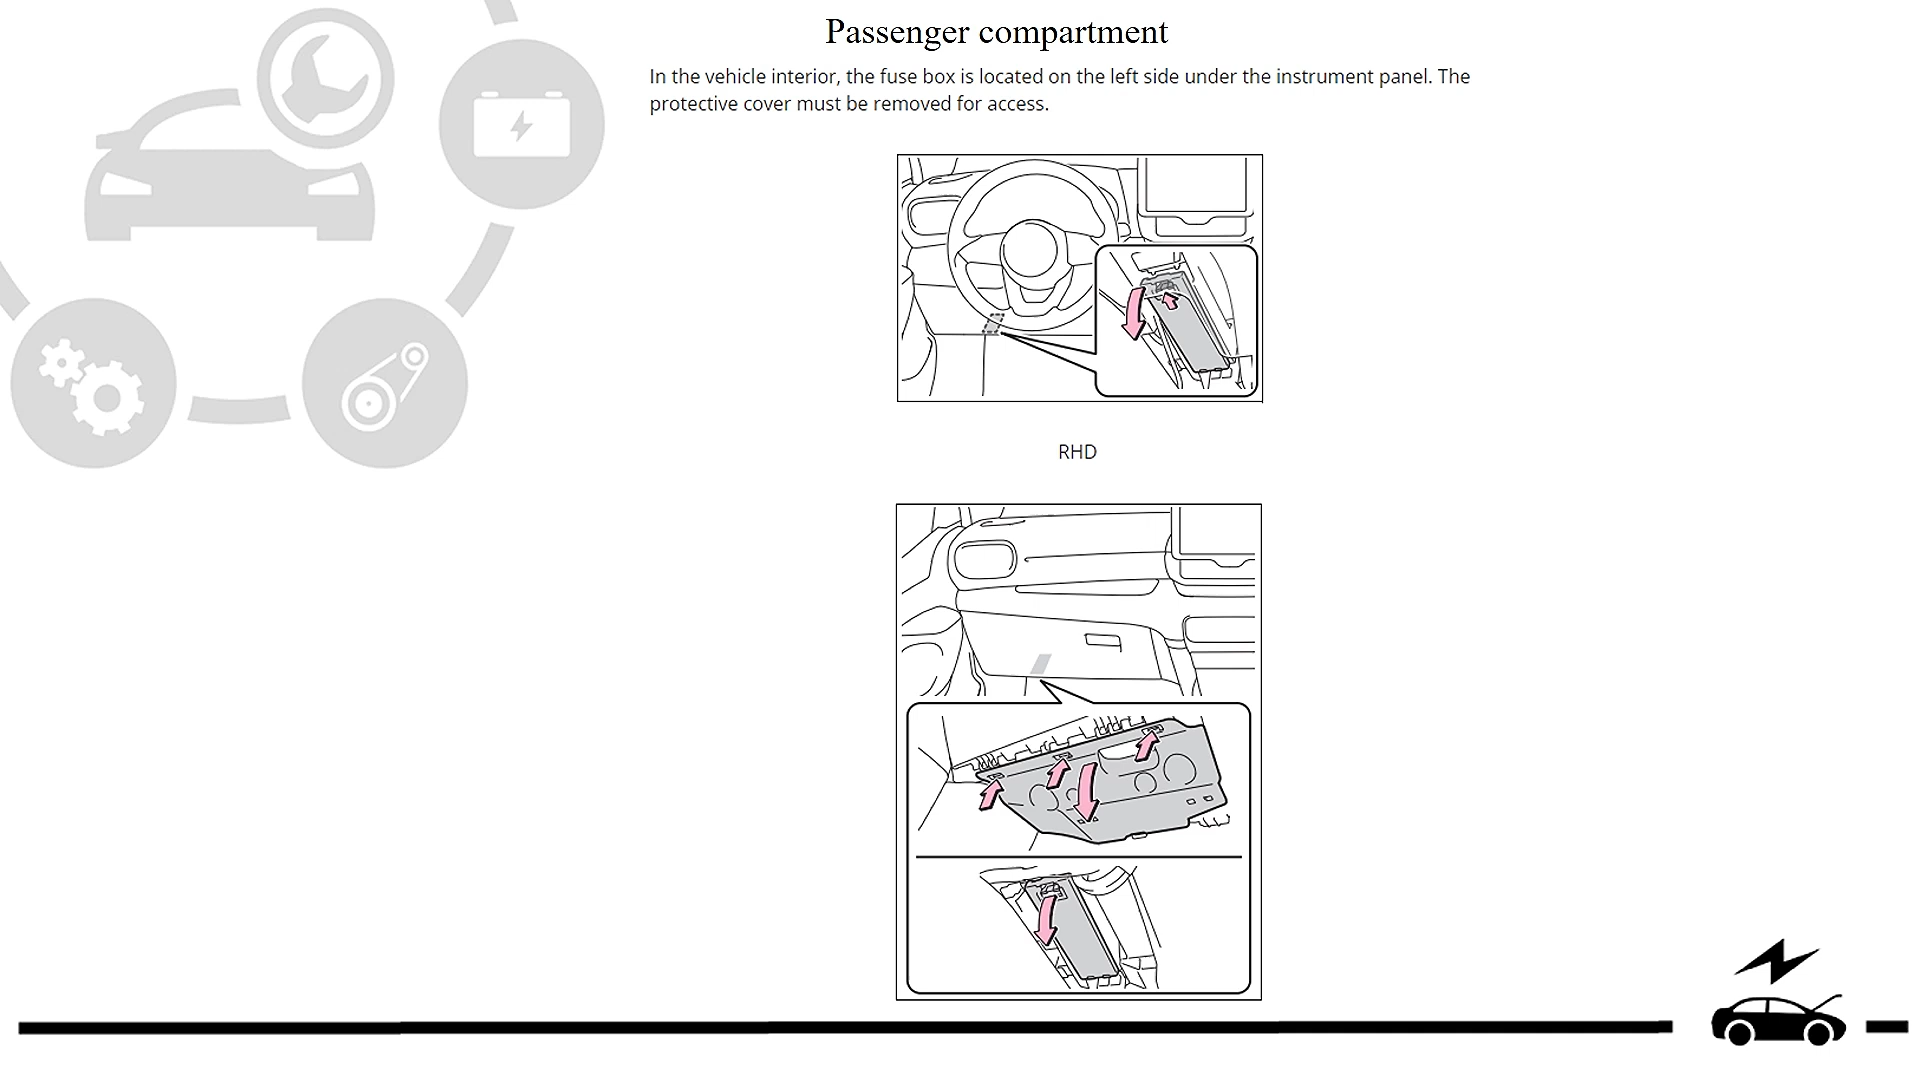 Passenger compartment
In the vehicle interior, the fuse box is located on the left side under the instrument panel. The
protective cover must be removed for access.
RHD